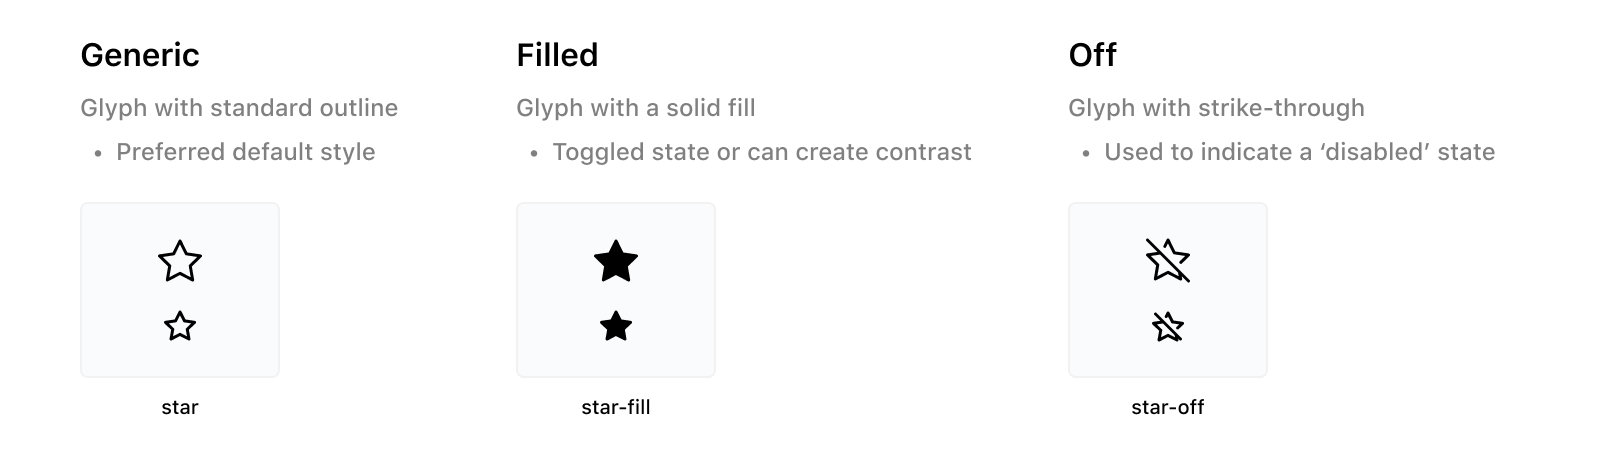 Generic
Glyph with standard outline
• Preferred default style
star
Filled
Glyph with a solid fill
• Toggled state or can create contrast
star-fill
Off
Glyph with strike-through
• Used to indicate a ‘disabled’ state
star-off